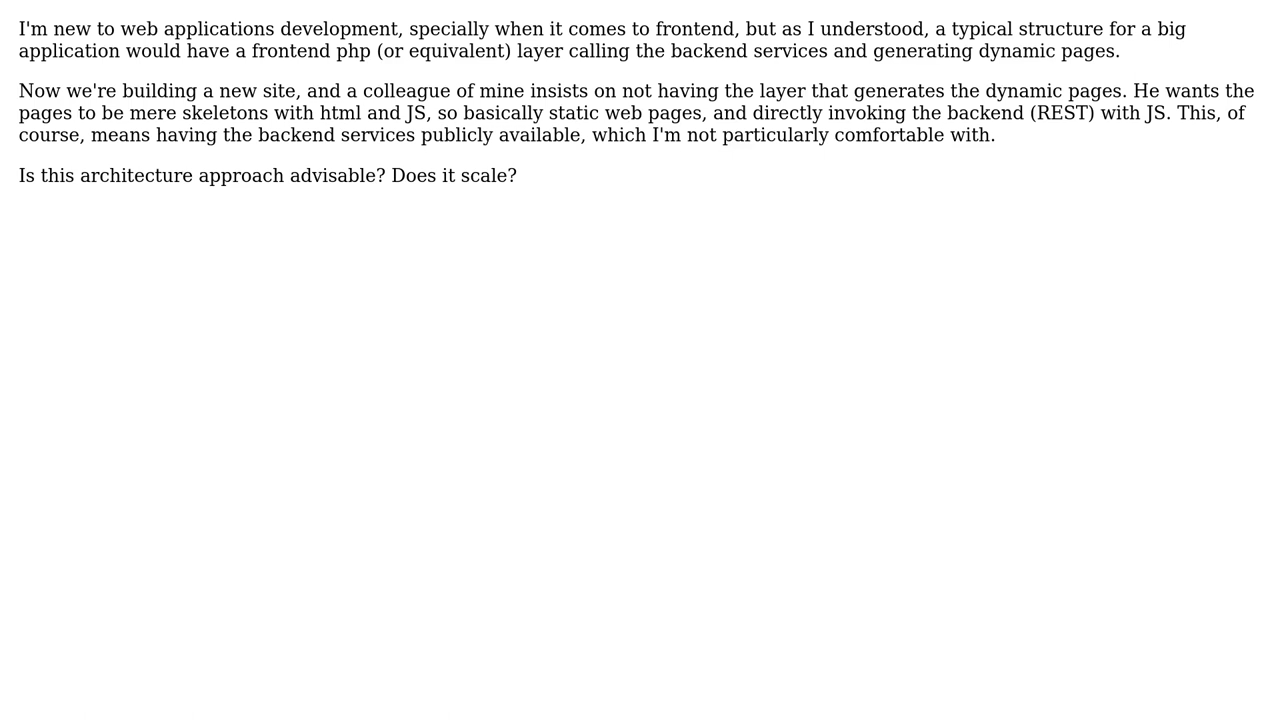 I'm new to web applications development, specially when it comes to frontend, but as I understood, a typical structure for a big
application would have a frontend php (or equivalent) layer calling the backend services and generating dynamic pages.
Now we're building a new site, and a colleague of mine insists on not having the layer that generates the dynamic pages. He wants the
pages to be mere skeletons with html and JS, so basically static web pages, and directly invoking the backend (REST) with JS. This, of
course, means having the backend services publicly available, which I'm not particularly comfortable with.
Is this architecture approach advisable? Does it scale?